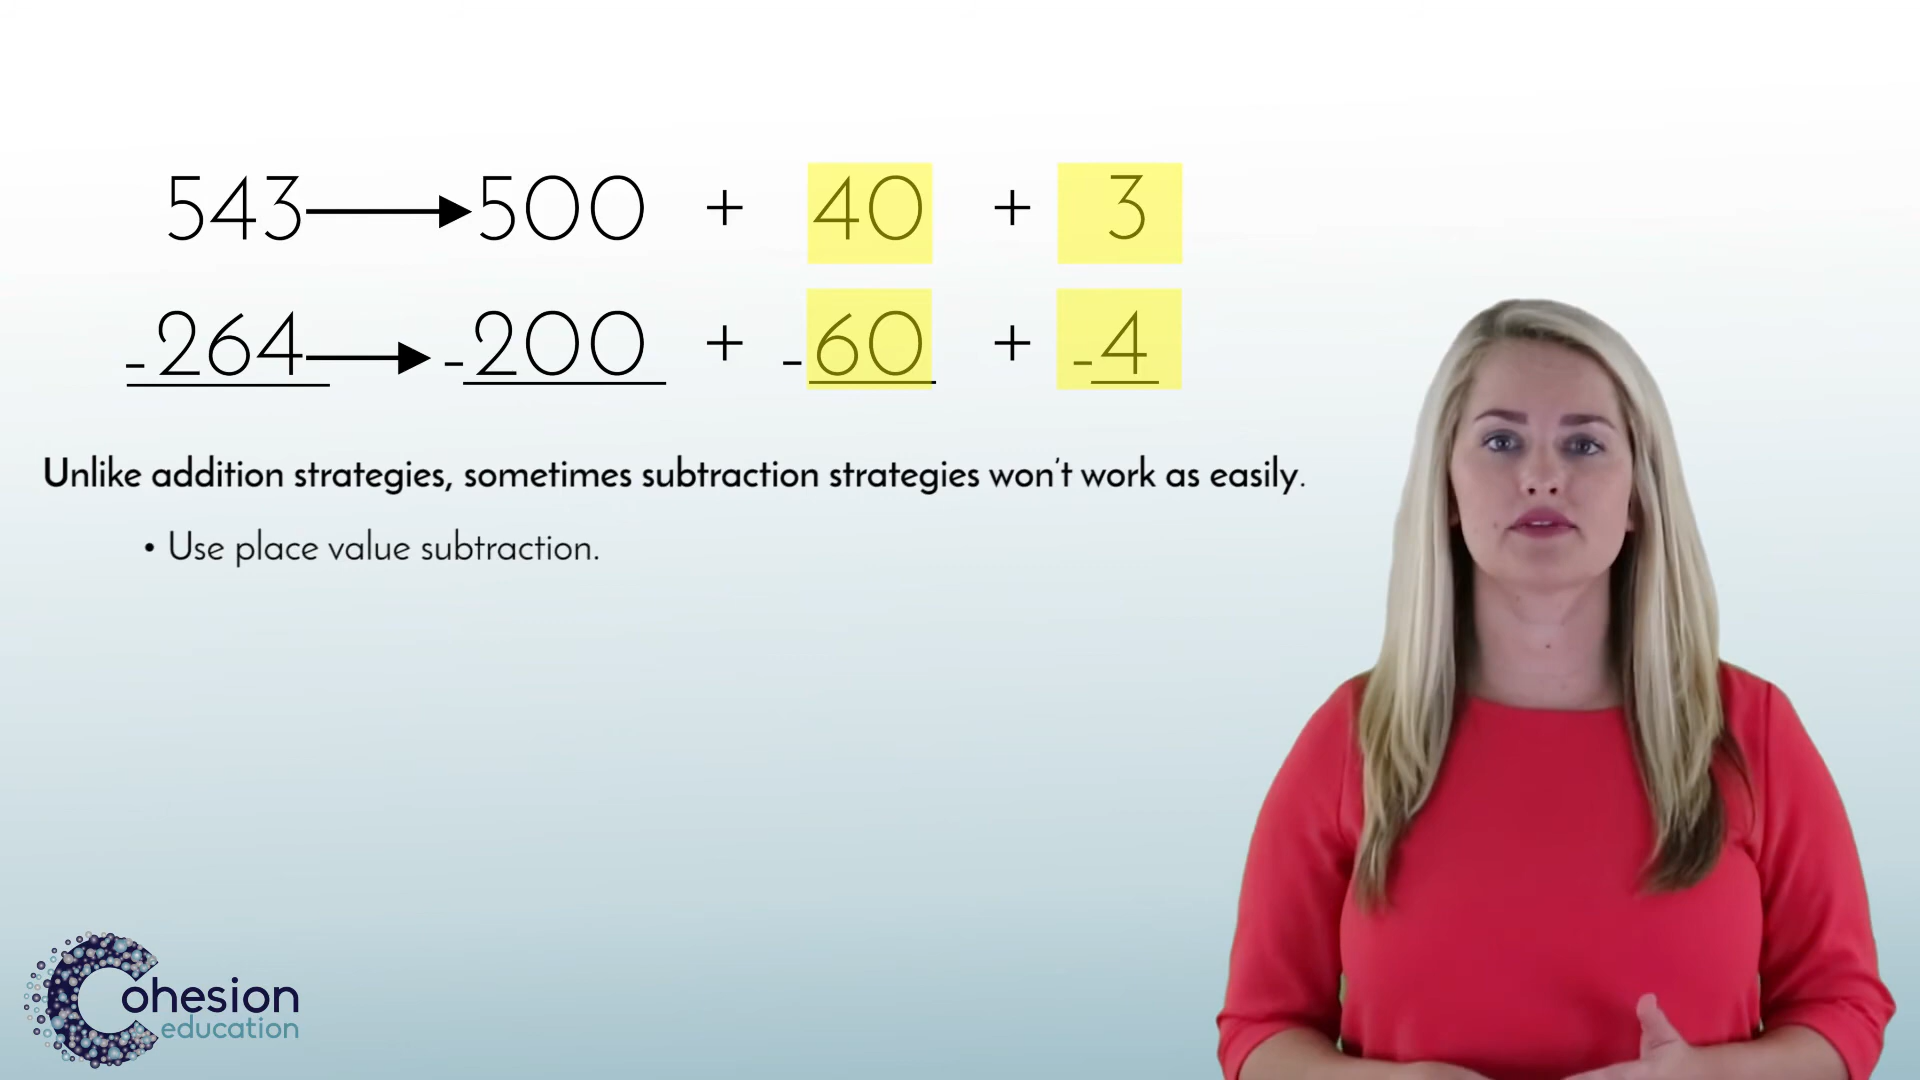 543 500 + 40 + 3
-264 -200 + -60 + -4
Unlike addition strategies, sometimes subtraction strategies won't work as easily.
• Use place value subtraction.
Cohesion
education